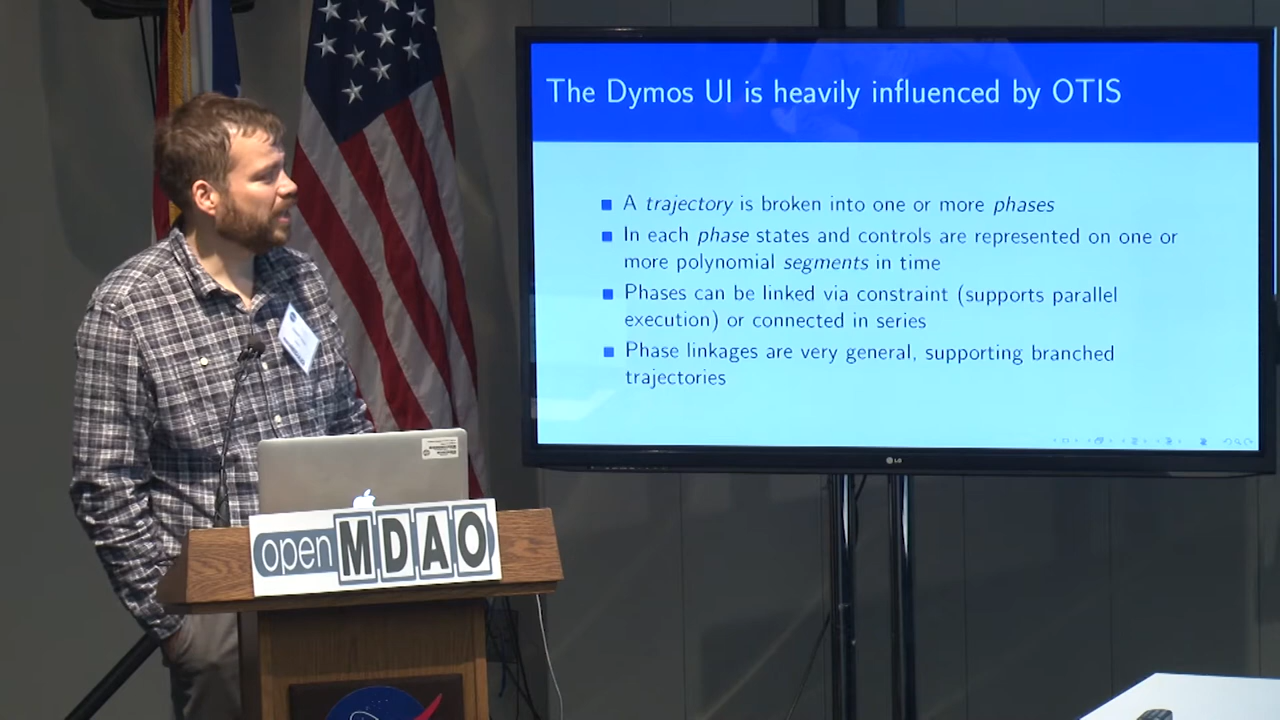 The Dymos UI is heavily influenced by OTIS
A trajectory is broken into one or more phases
In each phase states and controls are represented on one or
more polynomial segments in time
Phases can be linked via constraint (supports parallel
execution) or connected in series
Phase linkages are very general, supporting branched
trajectories
LG
open MDAO